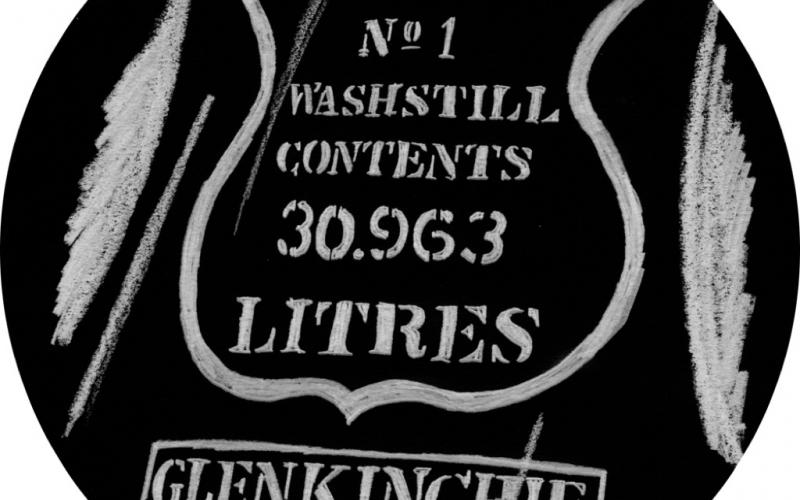 Nº 1
WASHSTILL
CONTENTS
30.963
LITRES
GLENKINCHIE